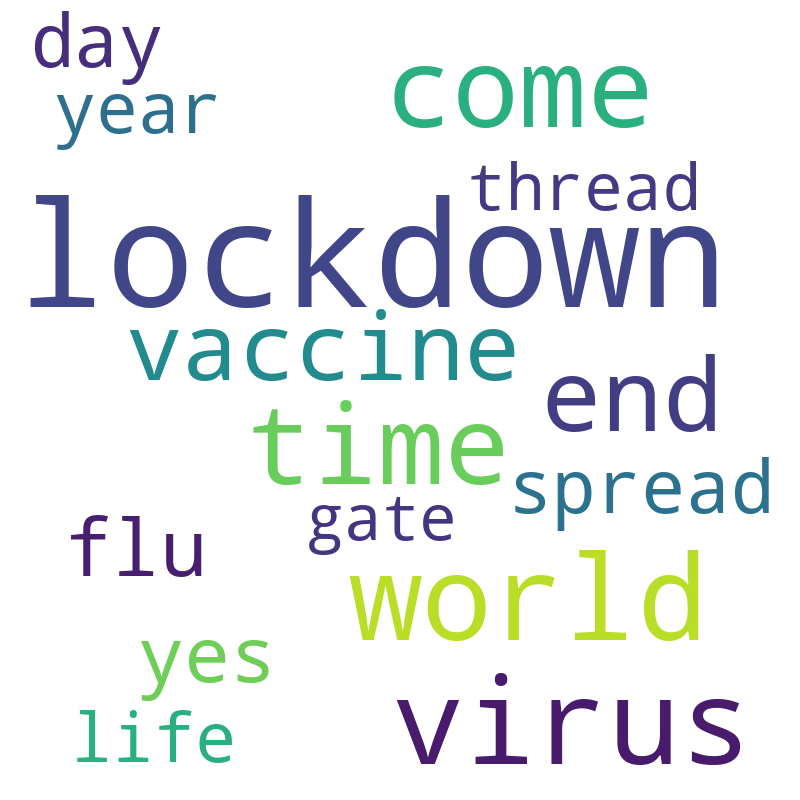 day
come
year
thread
lockdown
vaccine
end
time
spread
gate
flu
world
yes
virus
life